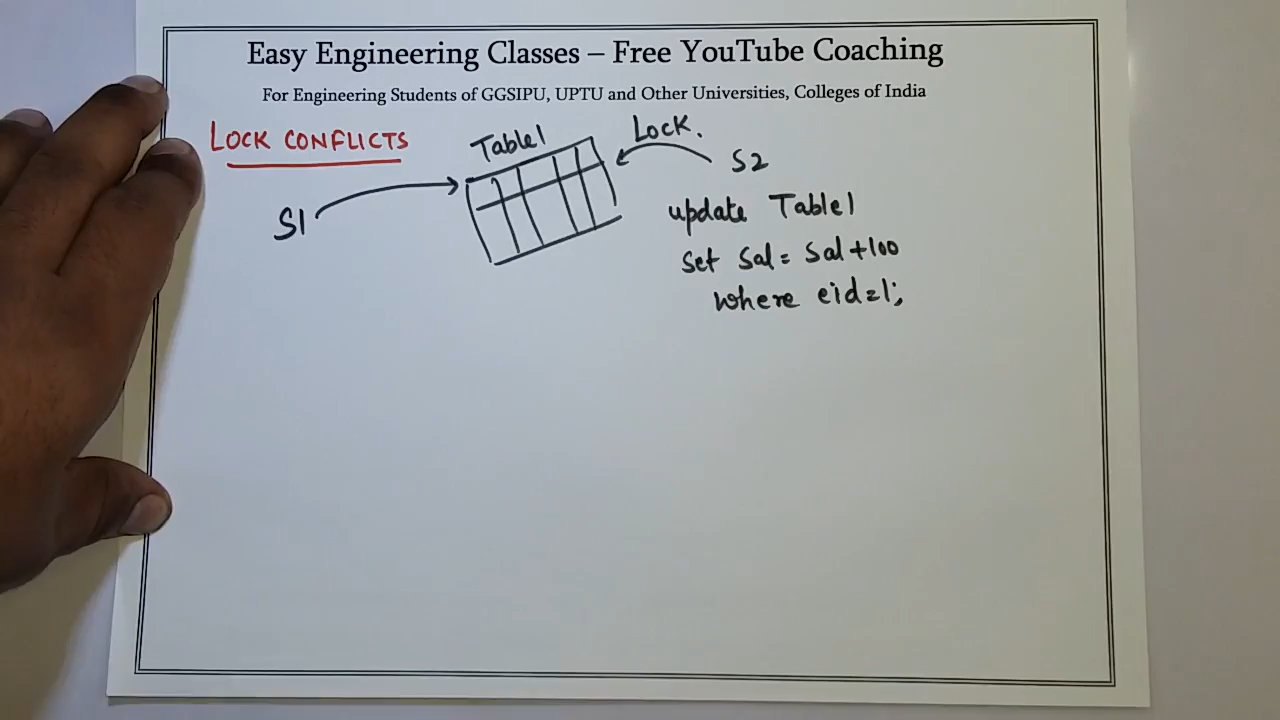 Easy Engineering Classes – Free YouTube Coaching
For Engineering Students of GGSIPU, UPTU and Other Universities, Colleges of India
LOCK CONFLICTS
Table1
Lock.
S1
S2
update Table1
set sal = sal+100
where eid=1;